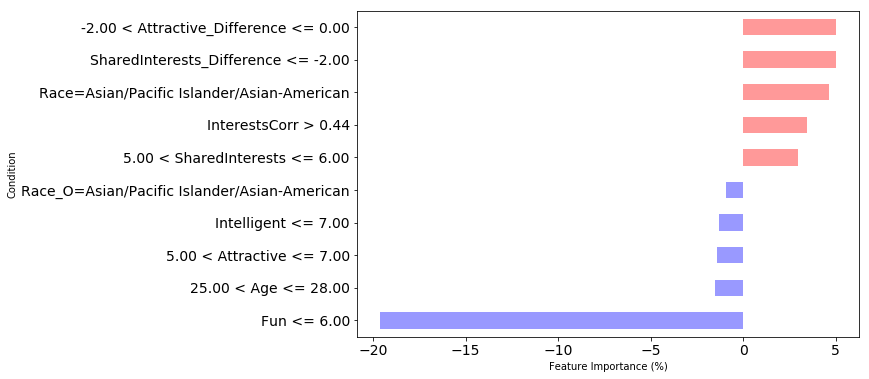 -2.00 < Attractive_Difference <= 0.00
SharedInterests_Difference <= -2.00
Race=Asian/Pacific Islander/Asian-American
InterestsCorr > 0.44
5.00 < SharedInterests <= 6.00
Race_O=Asian/Pacific Islander/Asian-American
Intelligent <= 7.00
5.00 < Attractive <= 7.00
25.00 < Age <= 28.00
Fun <= 6.00
Condition
−20 −15 −10 −5 0 5
Feature Importance (%)